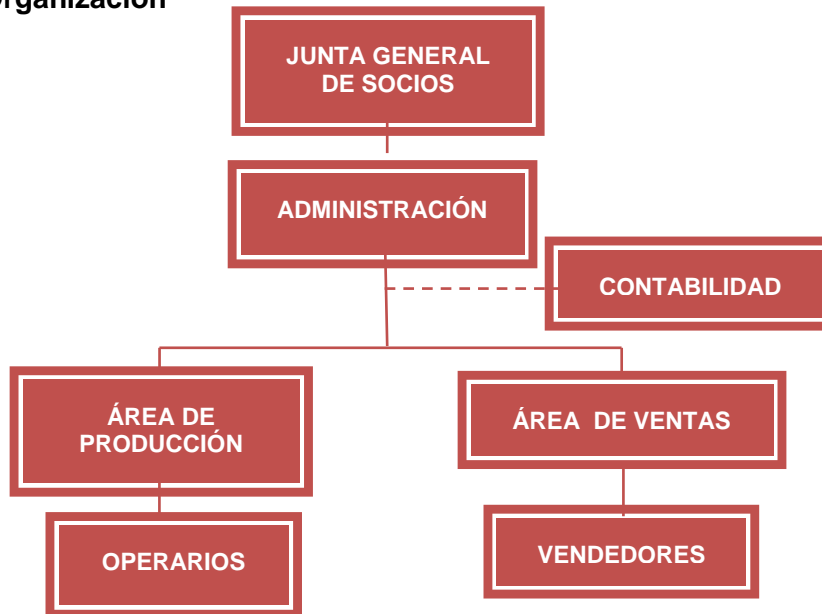 JUNTA GENERAL
DE SOCIOS
ADMINISTRACIÓN
CONTABILIDAD
ÁREA DE
PRODUCCIÓN
ÁREA DE VENTAS
OPERARIOS
VENDEDORES